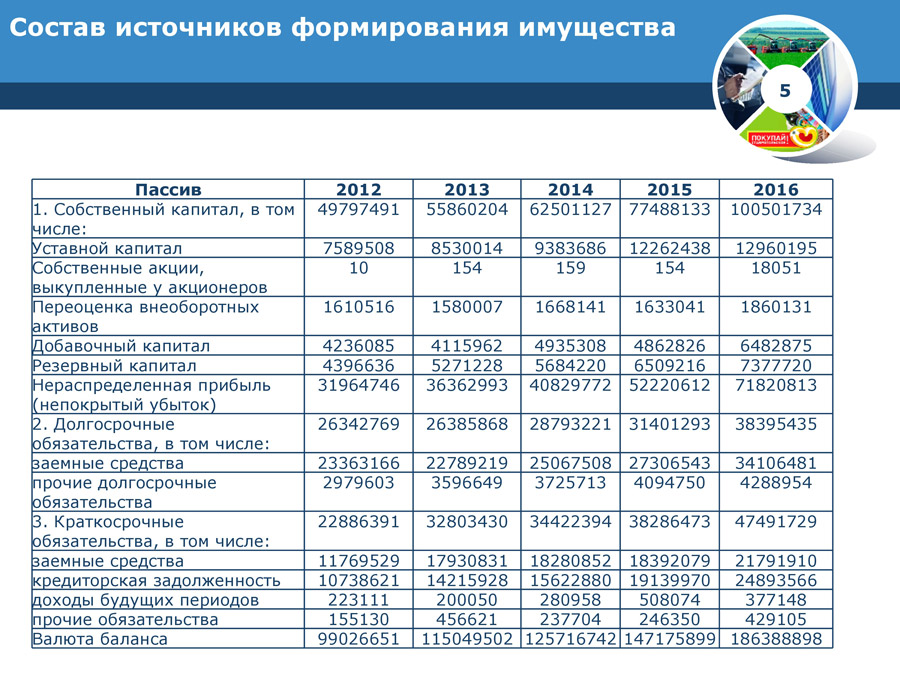 Состав источников формирования имущества
5
ПОКУПАЙ
Пассив 2012 2013 2014 2015 2016
1. Собственный капитал, в том 49797491 55860204 62501127 77488133 100501734
числе:
Уставной капитал 7589508 8530014 9383686 12262438 12960195
Собственные акции, 10 154 159 154 18051
выкупленные у акционеров
Переоценка внеоборотных 1610516 1580007 1668141 1633041 1860131
активов
Добавочный капитал 4236085 4115962 4935308 4862826 6482875
Резервный капитал 4396636 5271228 5684220 6509216 7377720
Нераспределенная прибыль 31964746 36362993 40829772 52220612 71820813
(непокрытый убыток)
2. Долгосрочные 26342769 26385868 28793221 31401293 38395435
обязательства, в том числе:
заемные средства 23363166 22789219 25067508 27306543 34106481
прочие долгосрочные 2979603 3596649 3725713 4094750 4288954
обязательства
3. Краткосрочные 22886391 32803430 34422394 38286473 47491729
обязательства, в том числе:
заемные средства 11769529 17930831 18280852 18392079 21791910
кредиторская задолженность 10738621 14215928 15622880 19139970 24893566
доходы будущих периодов 223111 200050 280958 508074 377148
прочие обязательства 155130 456621 237704 246350 429105
Валюта баланса 99026651 115049502 125716742 147175899 186388898